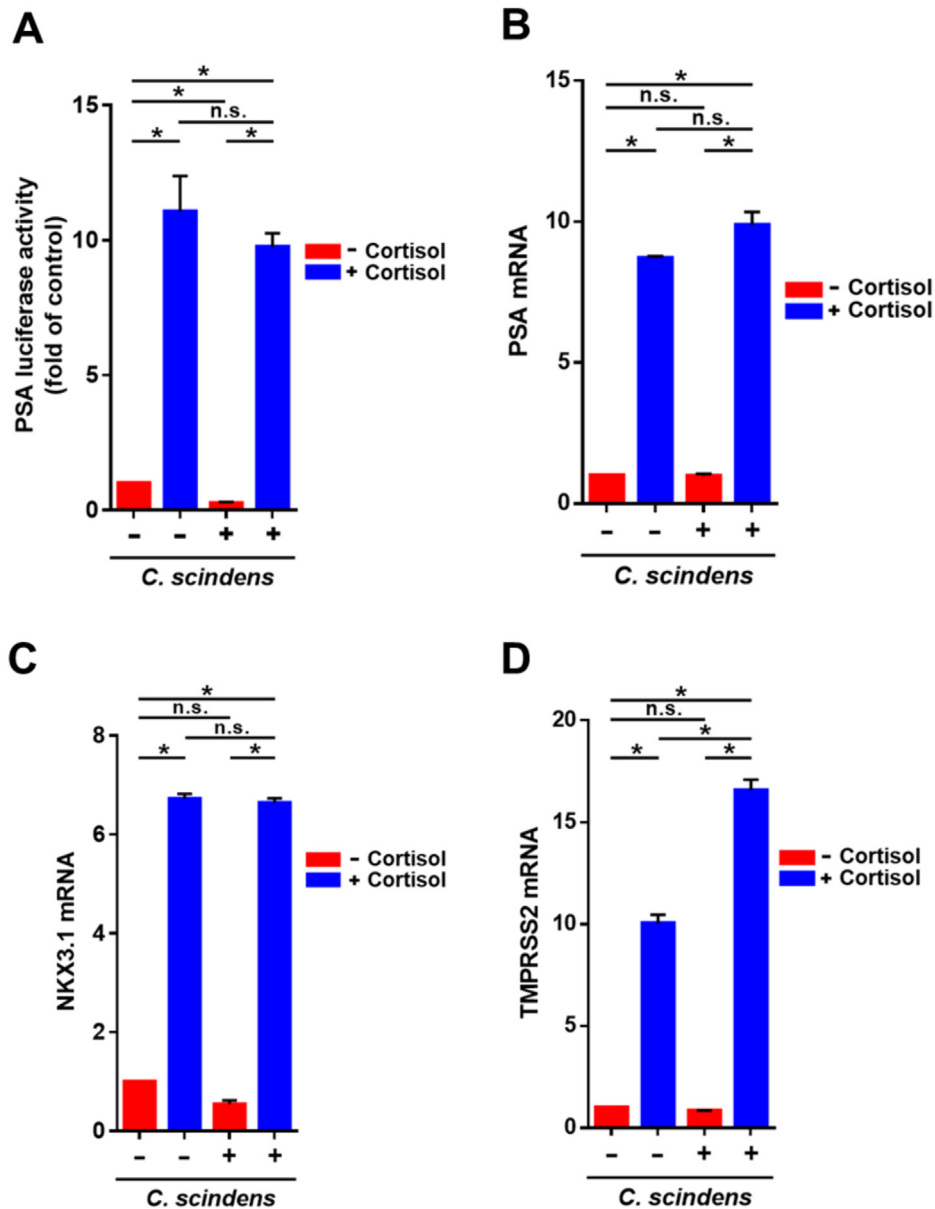 A
*
*
n.s.
* *
15
10
5
0
PSA luciferase activity
(fold of control)
- Cortisol
+ Cortisol
- - + +
C. scindens
B
*
n.s.
n.s.
* *
15
10
5
0
PSA mRNA
- Cortisol
+ Cortisol
- - + +
C. scindens
C
*
n.s.
n.s.
* *
8
6
4
2
0
NKX3.1 mRNA
- Cortisol
+ Cortisol
- - + +
C. scindens
D
*
n.s.
*
* *
20
15
10
5
0
TMPRSS2 mRNA
- Cortisol
+ Cortisol
- - + +
C. scindens